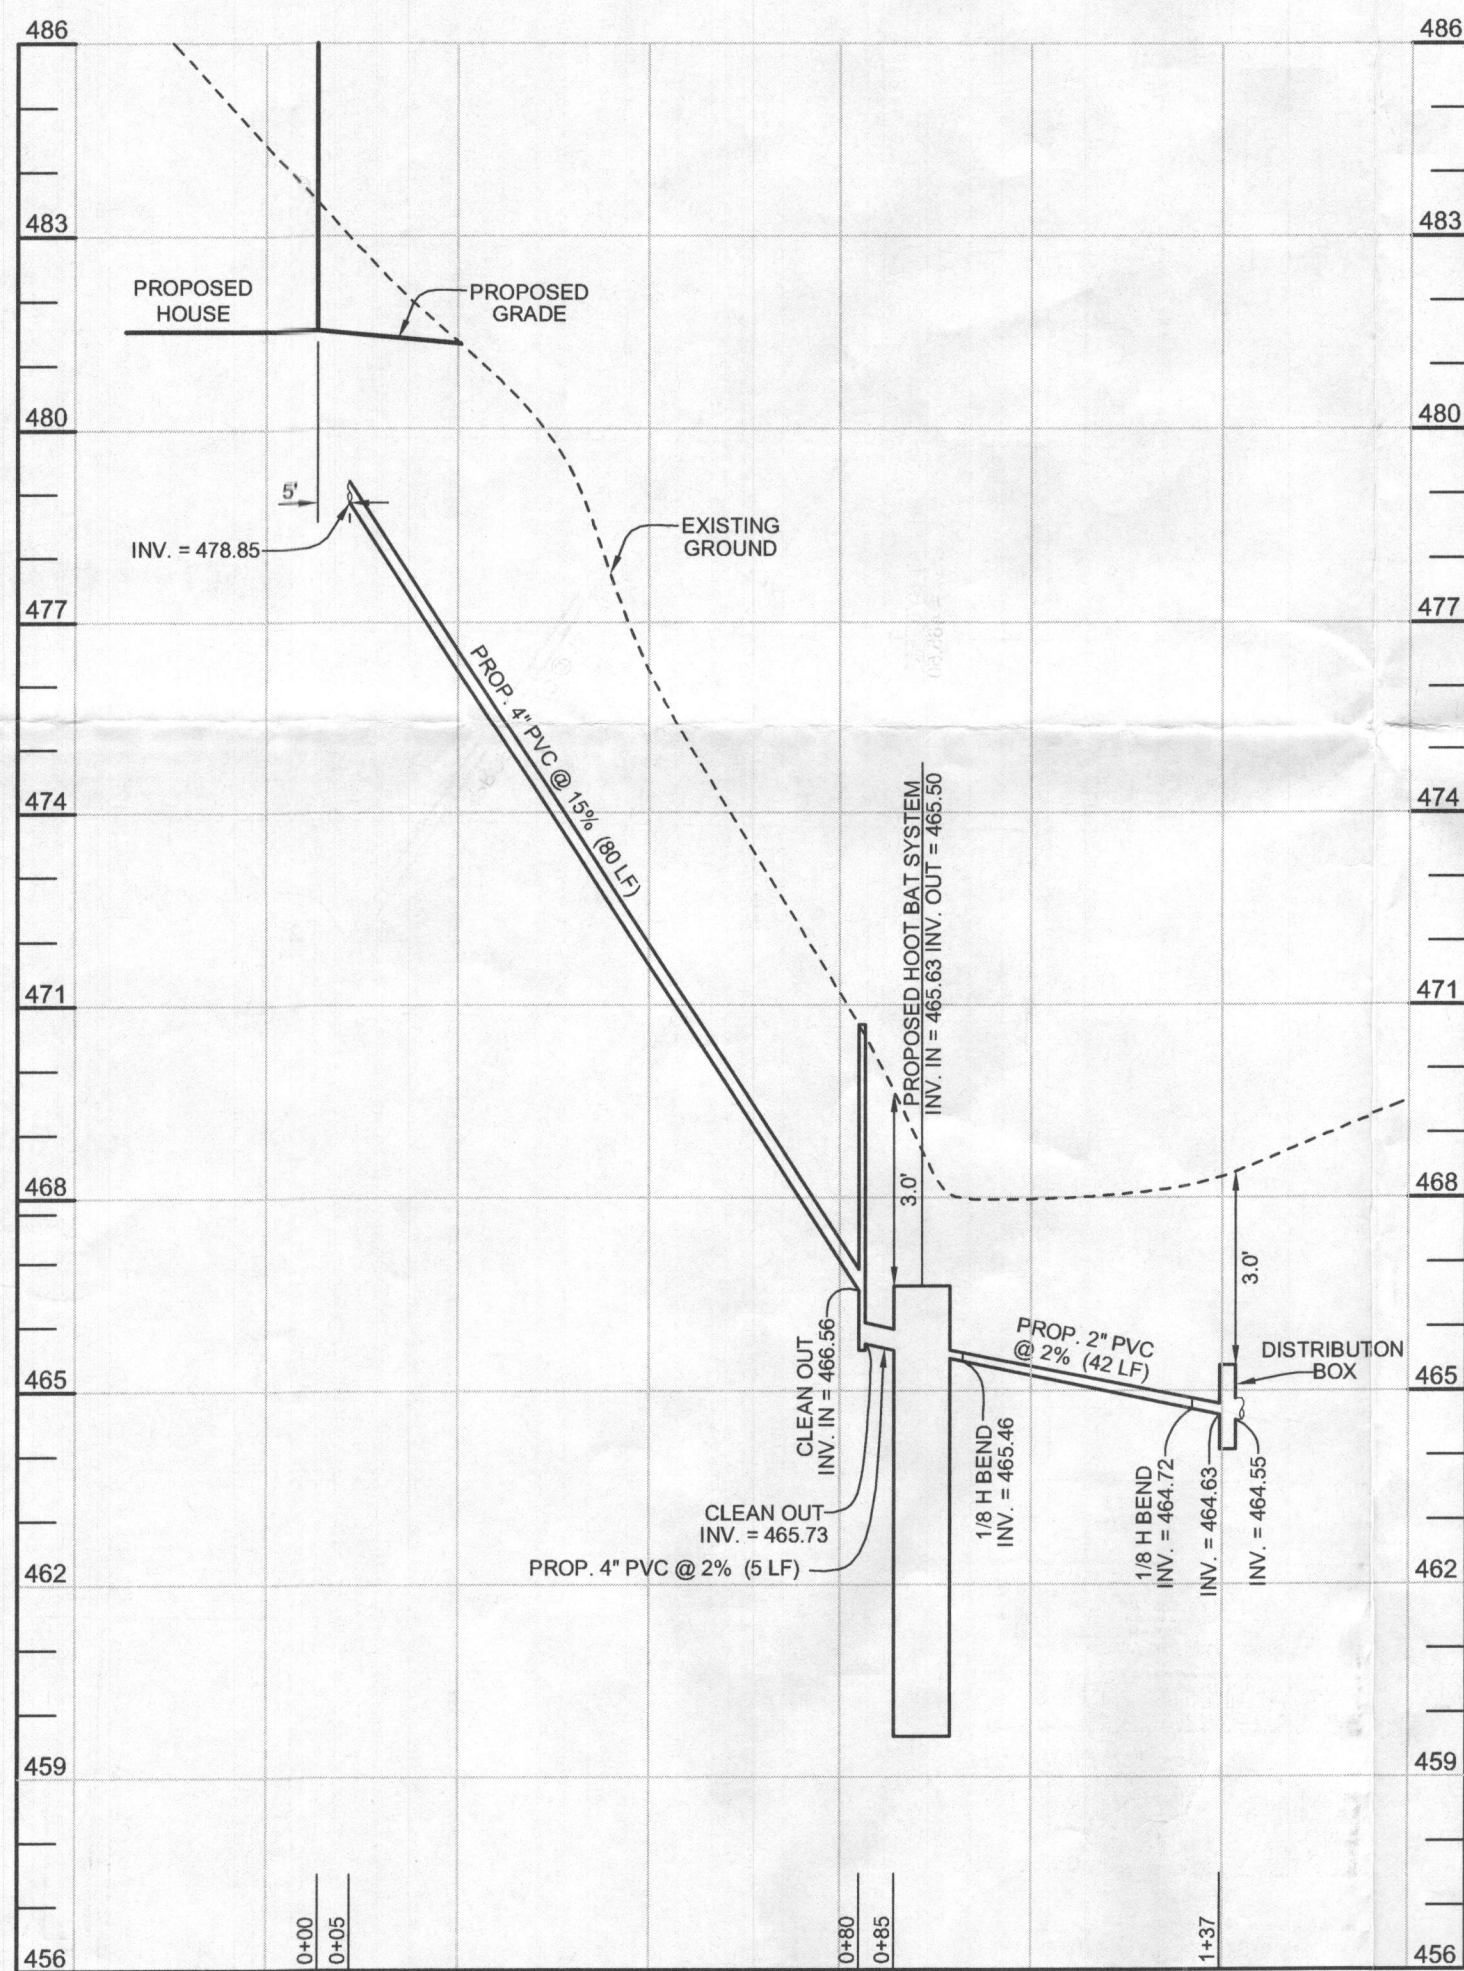 486
486
483
483
PROPOSED
HOUSE
PROPOSED
GRADE
480
480
5'
INV. = 478.85
EXISTING
GROUND
477
477
PROP. 4" PVC @ 15% (80 LF)
474
474
PROPOSED HOOT BAT SYSTEM
INV. IN = 465.63 INV. OUT = 465.50
471
471
3.0'
468
468
3.0'
CLEAN OUT
INV. IN = 466.56
PROP. 2" PVC
@ 2% (42 LF)
DISTRIBUTION
BOX
465
465
1/8 H BEND
INV. = 465.46
1/8 H BEND
INV. = 464.72
INV. = 464.63
INV. = 464.55
CLEAN OUT
INV. = 465.73
PROP. 4" PVC @ 2% (5 LF)
462
462
459
459
0+00
0+05
0+80
0+85
1+37
456
456